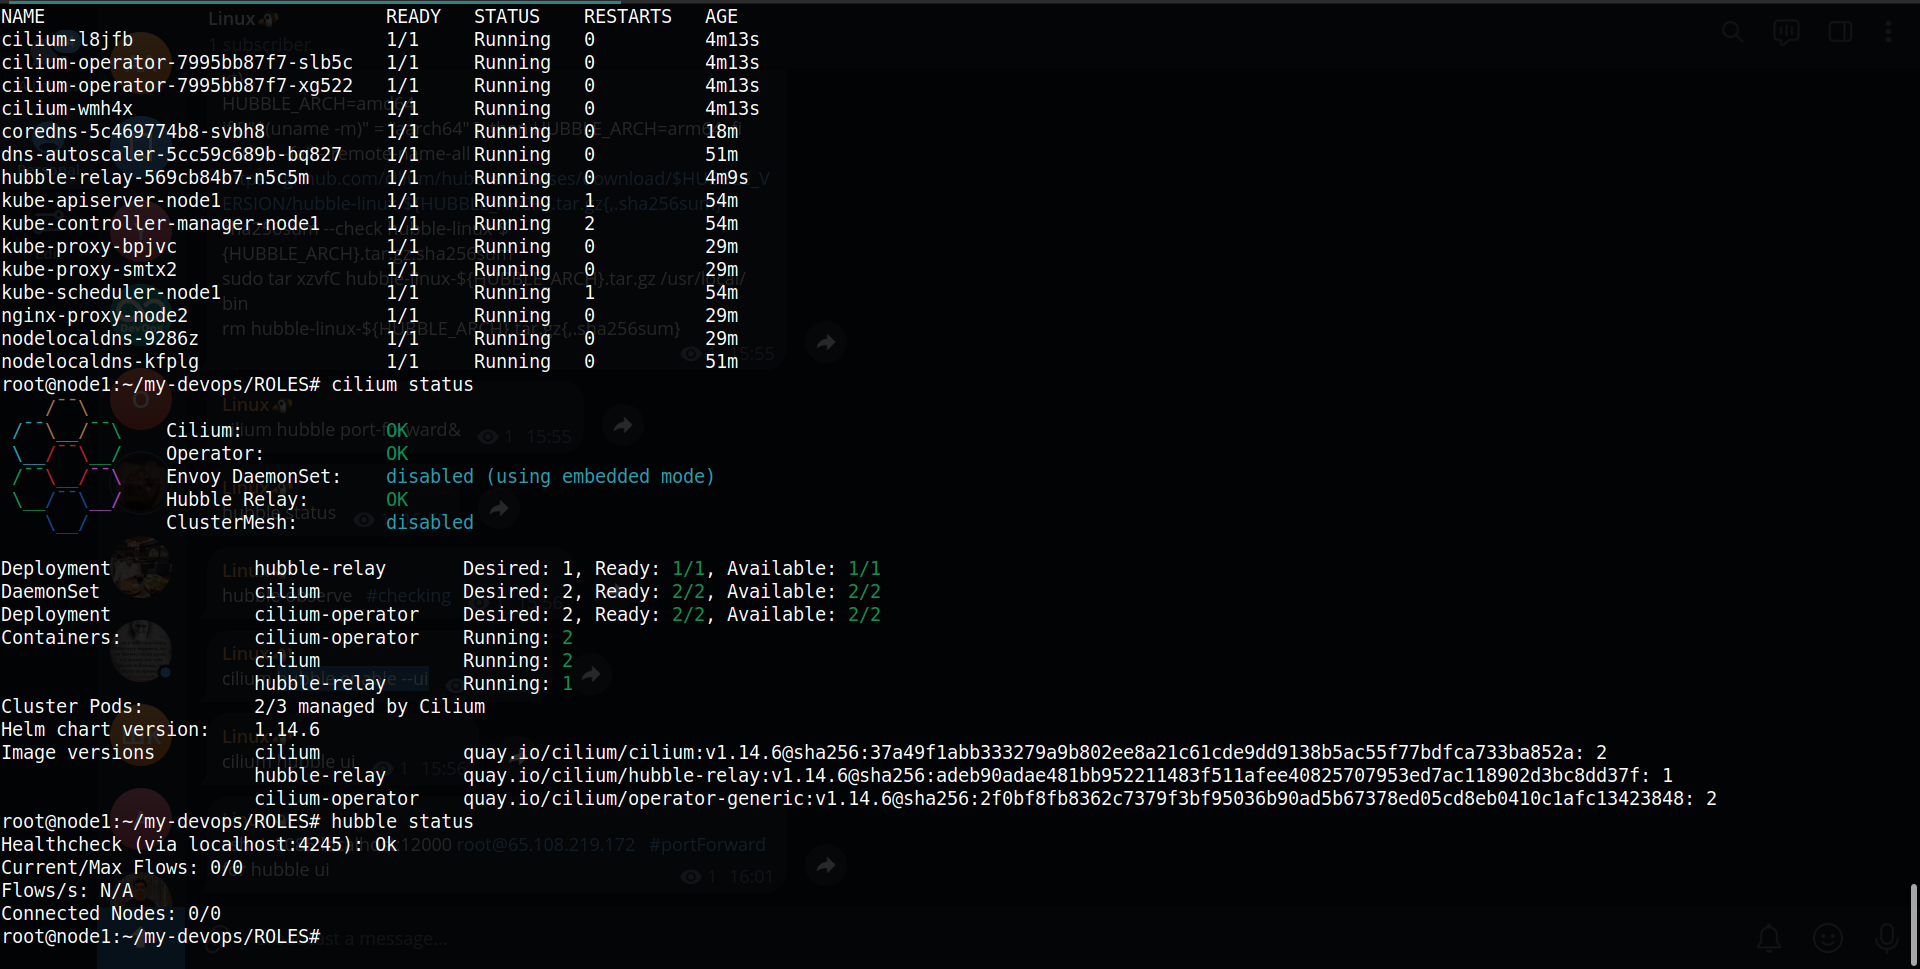 NAME READY STATUS RESTARTS AGE
cilium-l8jfb 1/1 Running 0 4m13s
cilium-operator-7995bb87f7-slb5c 1/1 Running 0 4m13s
cilium-operator-7995bb87f7-xg522 1/1 Running 0 4m13s
cilium-wmh4x 1/1 Running 0 4m13s
coredns-5c469774b8-svbh8 1/1 Running 0 18m
dns-autoscaler-5cc59c689b-bq827 1/1 Running 0 51m
hubble-relay-569cb84b7-n5c5m 1/1 Running 0 4m9s
kube-apiserver-node1 1/1 Running 1 54m
kube-controller-manager-node1 1/1 Running 2 54m
kube-proxy-bpjvc 1/1 Running 0 29m
kube-proxy-smtx2 1/1 Running 0 29m
kube-scheduler-node1 1/1 Running 1 54m
nginx-proxy-node2 1/1 Running 0 29m
nodelocaldns-9286z 1/1 Running 0 29m
nodelocaldns-kfplg 1/1 Running 0 51m
root@node1:~/my-devops/ROLES# cilium status
Cilium: OK
Operator: OK
Envoy DaemonSet: disabled (using embedded mode)
Hubble Relay: OK
ClusterMesh: disabled
Deployment hubble-relay Desired: 1, Ready: 1/1, Available: 1/1
DaemonSet cilium Desired: 2, Ready: 2/2, Available: 2/2
Deployment cilium-operator Desired: 2, Ready: 2/2, Available: 2/2
Containers: cilium-operator Running: 2
cilium Running: 2
hubble-relay Running: 1
Cluster Pods: 2/3 managed by Cilium
Helm chart version: 1.14.6
Image versions cilium quay.io/cilium/cilium:v1.14.6@sha256:37a49f1abb333279a9b802ee8a21c61cde9dd9138b5ac55f77bdfca733ba852a: 2
hubble-relay quay.io/cilium/hubble-relay:v1.14.6@sha256:adeb90adae481bb952211483f511afee40825707953ed7ac118902d3bc8dd37f: 1
cilium-operator quay.io/cilium/operator-generic:v1.14.6@sha256:2f0bf8fb8362c7379f3bf95036b90ad5b67378ed05cd8eb0410c1afc13423848: 2
root@node1:~/my-devops/ROLES# hubble status
Healthcheck (via localhost:4245): Ok
Current/Max Flows: 0/0
Flows/s: N/A
Connected Nodes: 0/0
root@node1:~/my-devops/ROLES#